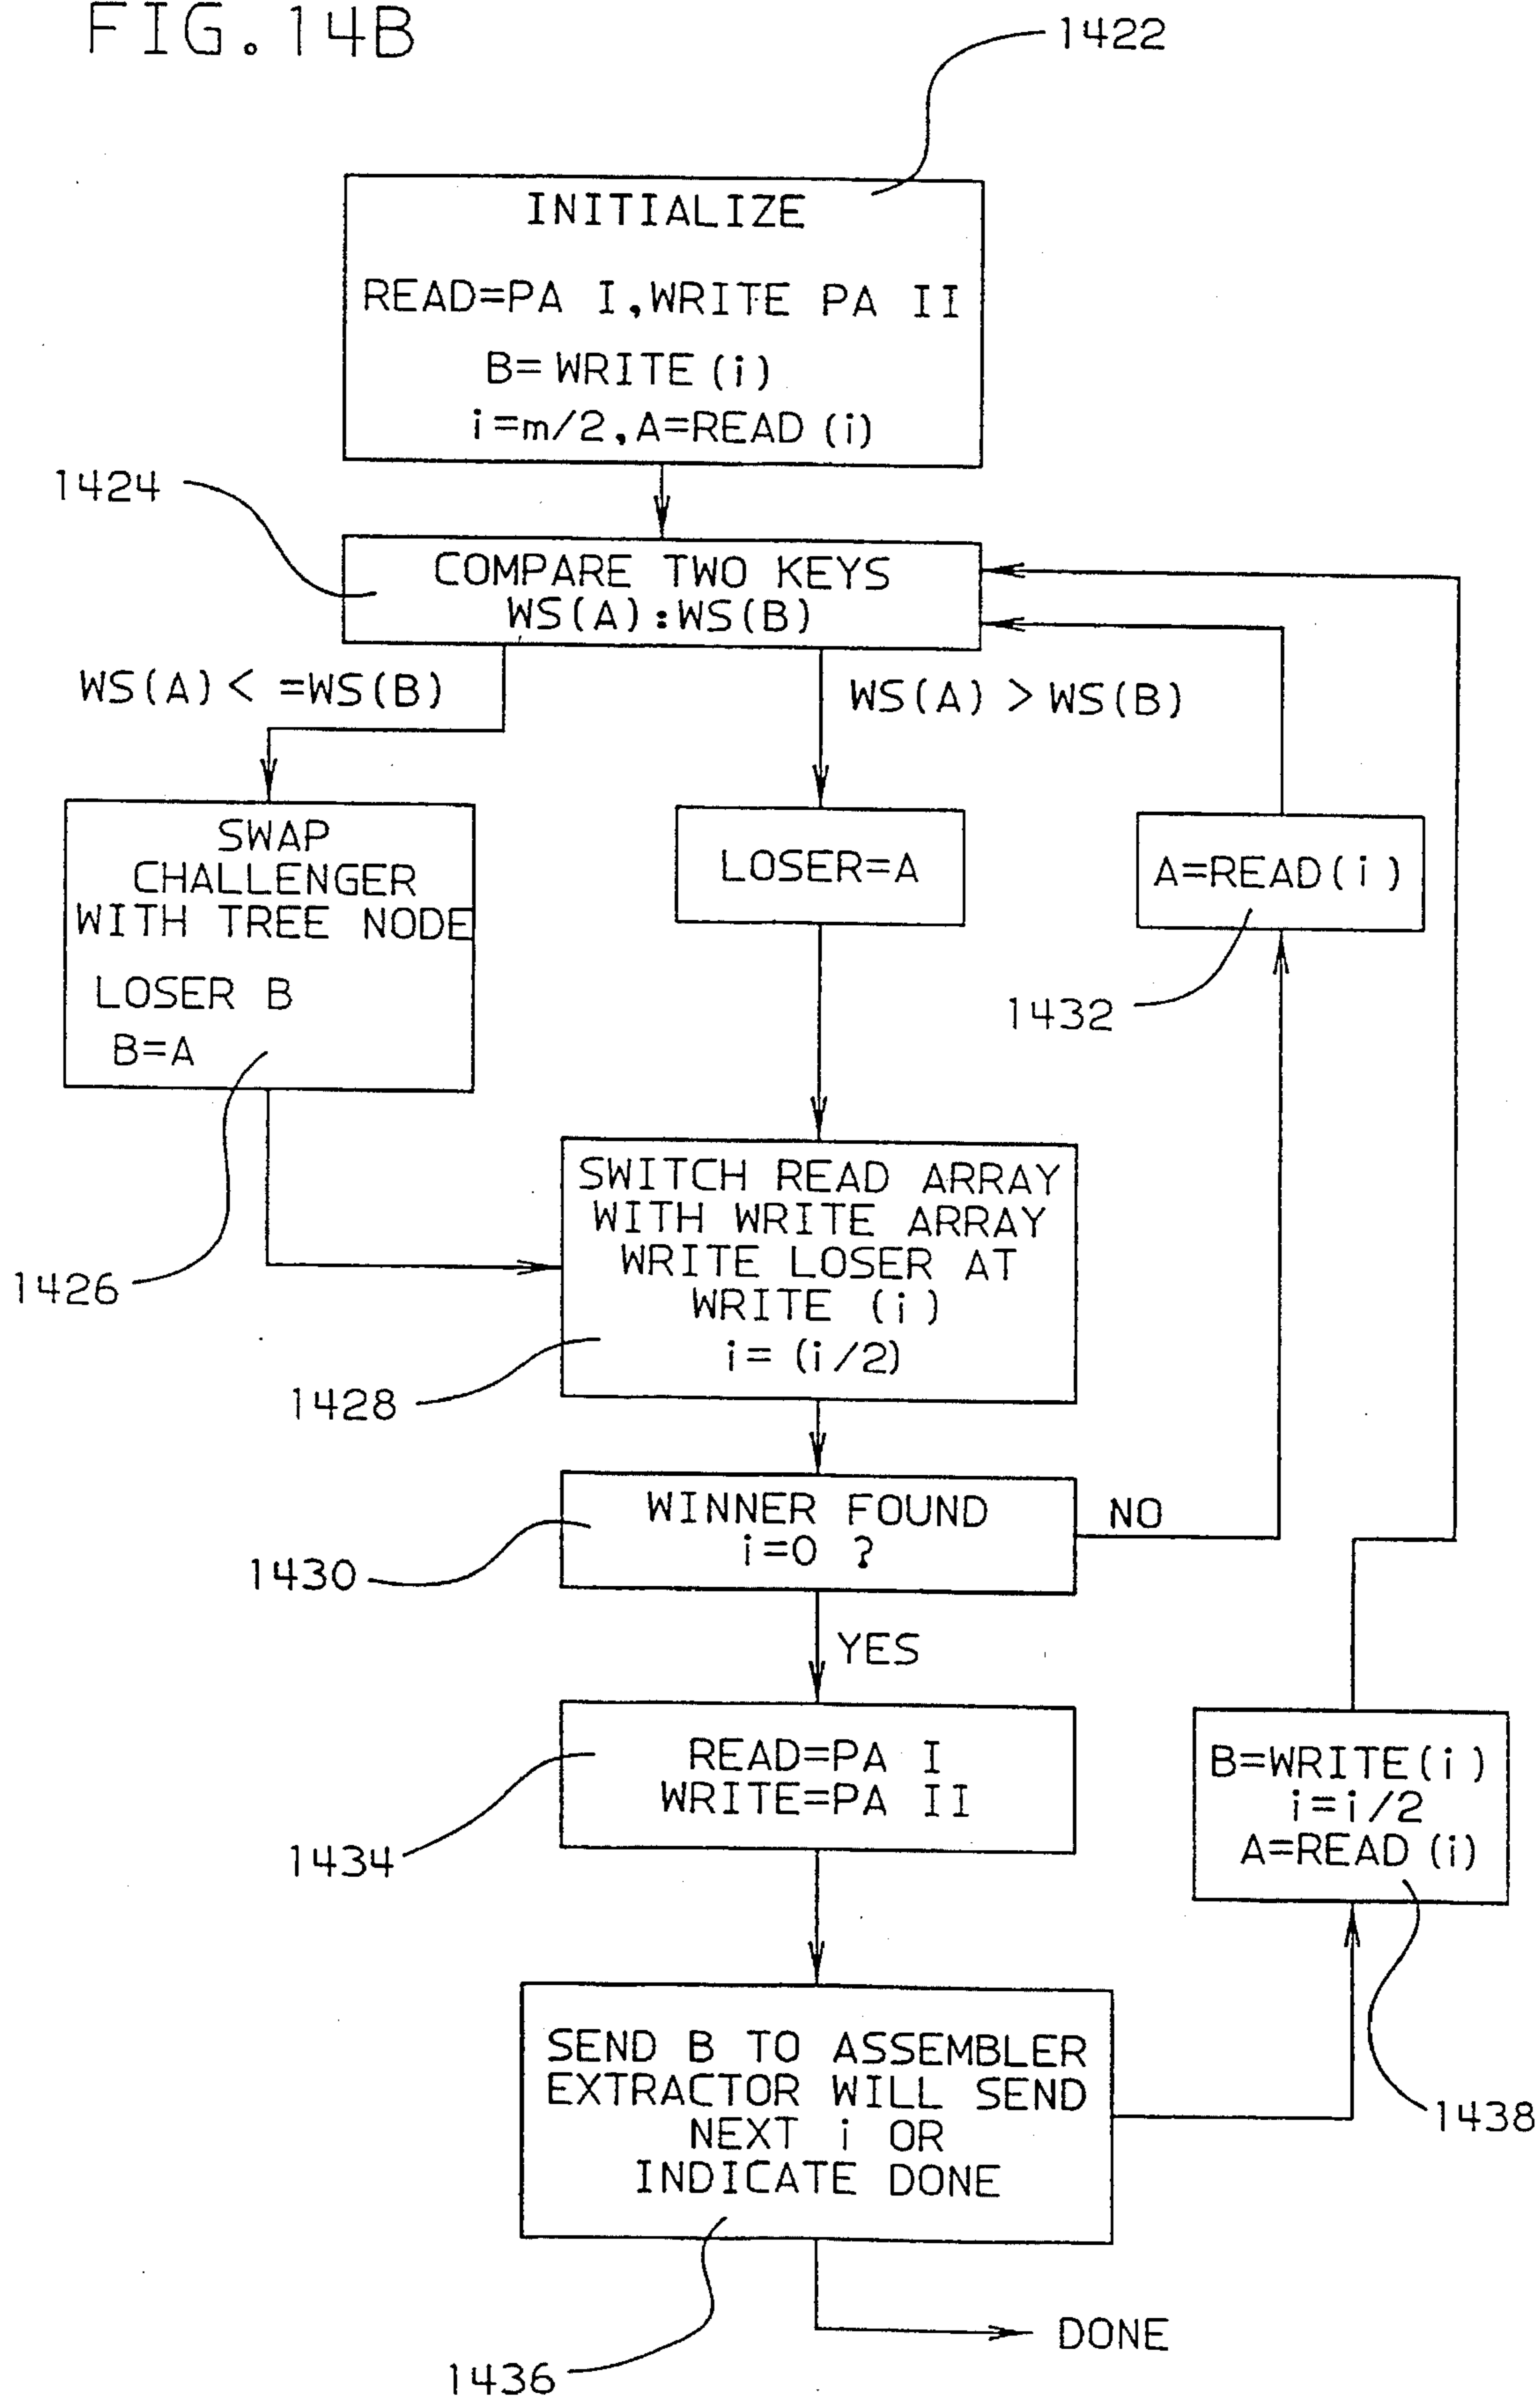 FIG.14B
1422
INITIALIZE
READ=PA I,WRITE PA II
B=WRITE(i)
i=m/2,A=READ(i)
1424
COMPARE TWO KEYS
WS(A):WS(B)
WS(A)< =WS(B)
WS(A) > WS(B)
SWAP
CHALLENGER
WITH TREE NODE
LOSER B
B=A
LOSER=A
A=READ(i)
1432
1426
SWITCH READ ARRAY
WITH WRITE ARRAY
WRITE LOSER AT
WRITE (i)
i= (i/2)
1428
WINNER FOUND
i=0 ?
NO
1430
YES
READ=PA I
WRITE=PA II
1434
B=WRITE(i)
i=i/2
A=READ(i)
1438
SEND B TO ASSEMBLER
EXTRACTOR WILL SEND
NEXT i OR
INDICATE DONE
1436
DONE